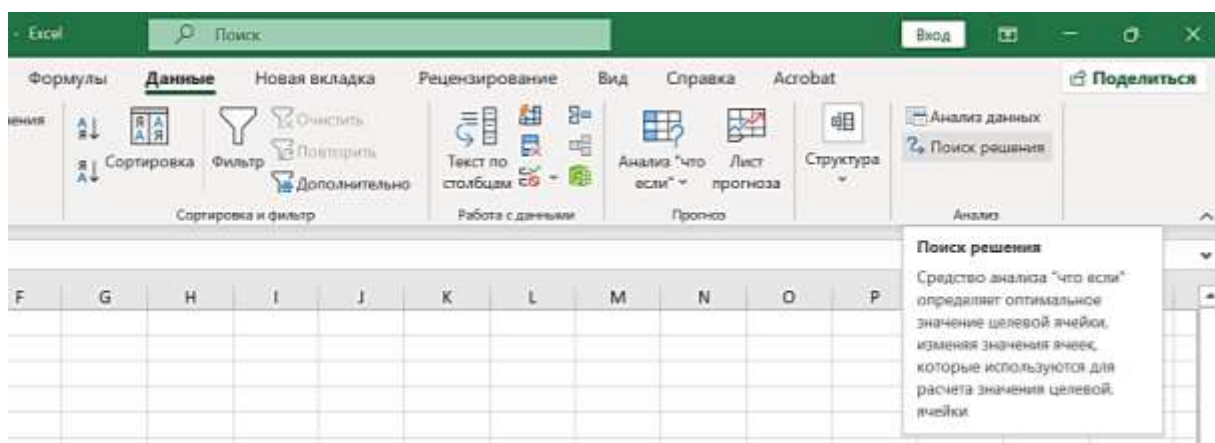 - Excel
Поиск
Вход
Формулы Данные Новая вкладка Рецензирование Вид Справка Acrobat Поделиться
Сортировка
Фильтр
Очистить
Повторить
Дополнительно
Текст по
столбцам
Анализ "что
если"
Лист
прогноза
Структура
Анализ данных
Поиск решения
Сортировка и фильтр Работа с данными Прогноз Анализ
Поиск решения
Средство анализа "что если"
определяет оптимальное
значение целевой ячейки,
изменяя значения ячеек,
которые используются для
расчета значения целевой.
ячейки
F G H I J K L M N O P